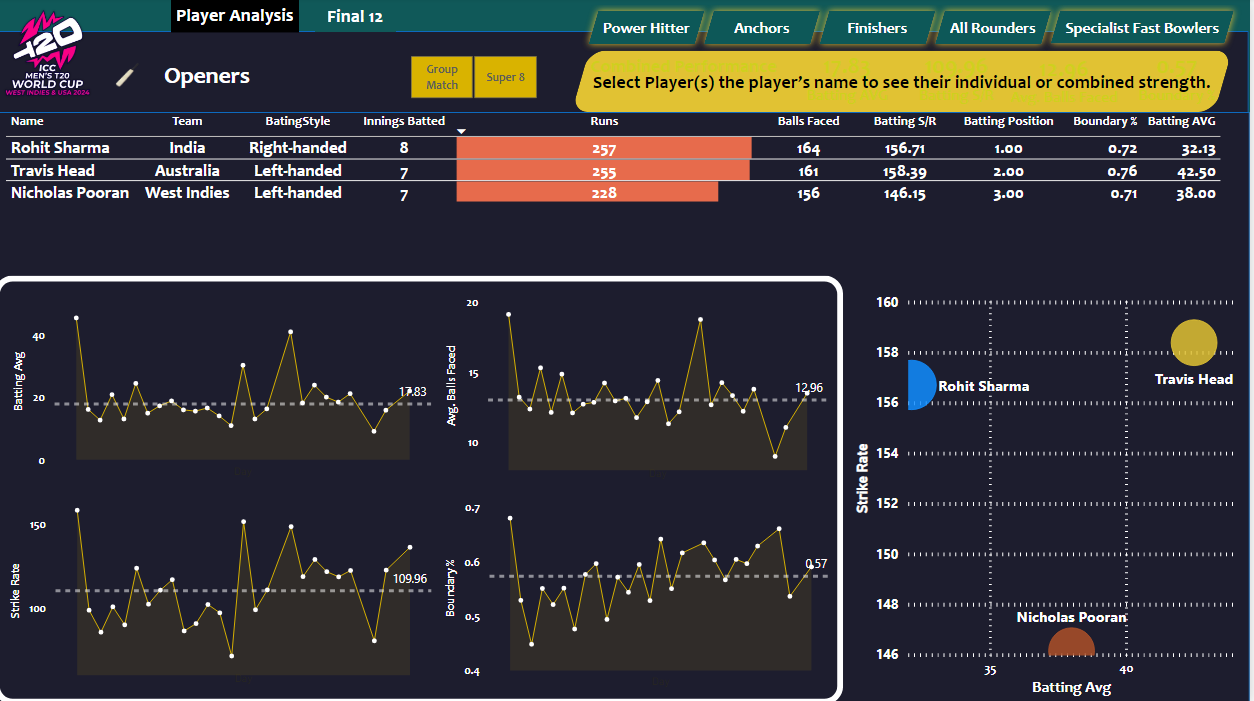 Player Analysis
Final 12
Power Hitter
Anchors
Finishers
All Rounders
Specialist Fast Bowlers
T20
ICC
MEN'S T20
WORLD CUP
WEST INDIES & USA 2024
Openers
Group
Match
Super 8
Select Player(s) the player's name to see their individual or combined strength.
Name Team BatingStyle Innings Batted Runs Balls Faced Batting S/R Batting Position Boundary % Batting AVG
Rohit Sharma India Right-handed 8 257 164 156.71 1.00 0.72 32.13
Travis Head Australia Left-handed 7 255 161 158.39 2.00 0.76 42.50
Nicholas Pooran West Indies Left-handed 7 228 156 146.15 3.00 0.71 38.00
Batting Avg
40
20
0
17.83
Avg. Balls Faced
20
15
10
12.96
Strike Rate
150
100
109.96
Boundary%
0.7
0.6
0.5
0.4
0.57
Strike Rate
160
158
156
154
152
150
148
146
Travis Head
Rohit Sharma
Nicholas Pooran
35
40
Batting Avg